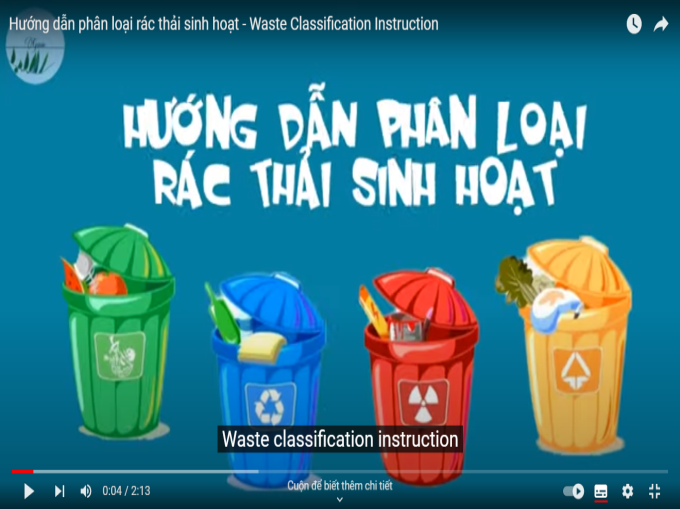 Hướng dẫn phân loại rác thải sinh hoạt - Waste Classification Instruction
HƯỚNG DẪN PHÂN LOẠI
RÁC THẢI SINH HOẠT
Waste classification instruction
0:04 / 2:13
Cuộn để biết thêm chi tiết